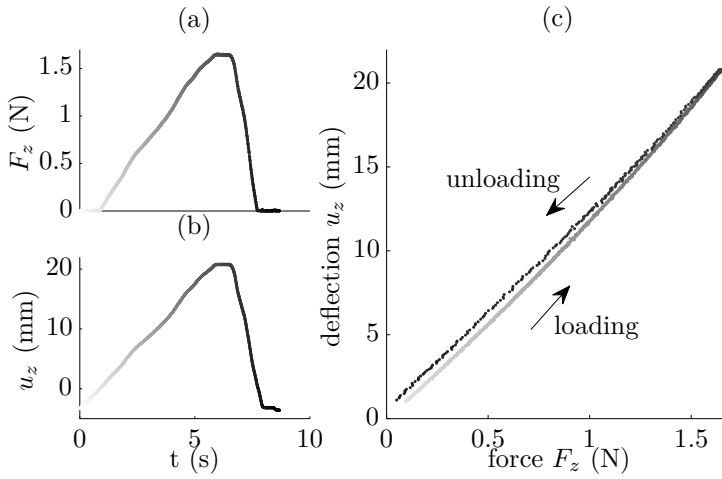 (a)
1.5
1
0.5
0
F_z (N)
(b)
20
10
0
u_z (mm)
0
5
10
t (s)
(c)
20
15
10
5
0
deflection u_z (mm)
unloading
loading
0
0.5
1
1.5
force F_z (N)